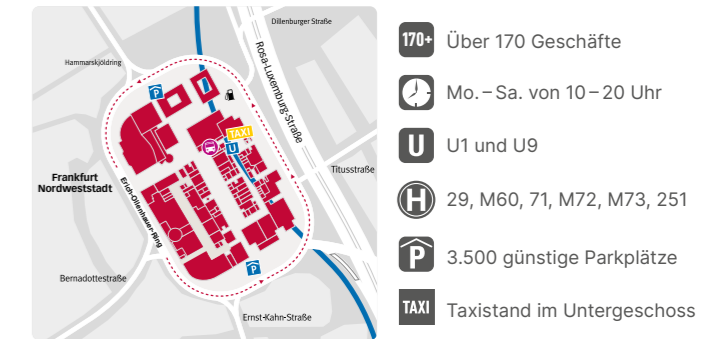 Dillenburger Straße
Hammarskjöldring
Rosa-Luxemburg-Straße
P
TAXI
U
Titusstraße
Frankfurt
Nordweststadt
Erich-Ollenhauer-Ring
P
Bernadottestraße
Ernst-Kahn-Straße
170+ Über 170 Geschäfte
Mo. – Sa. von 10 – 20 Uhr
U U1 und U9
H 29, M60, 71, M72, M73, 251
P 3.500 günstige Parkplätze
TAXI Taxistand im Untergeschoss